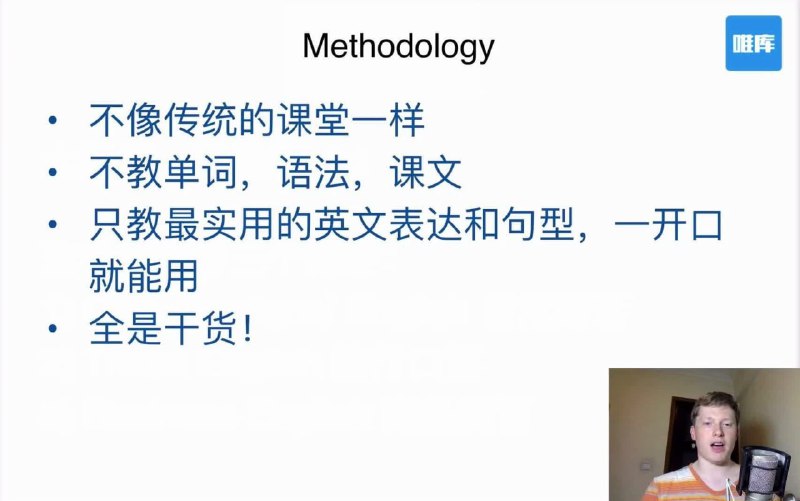 Methodology
唯库
不像传统的课堂一样
不教单词，语法，课文
只教最实用的英文表达和句型，一开口
就能用
全是干货！